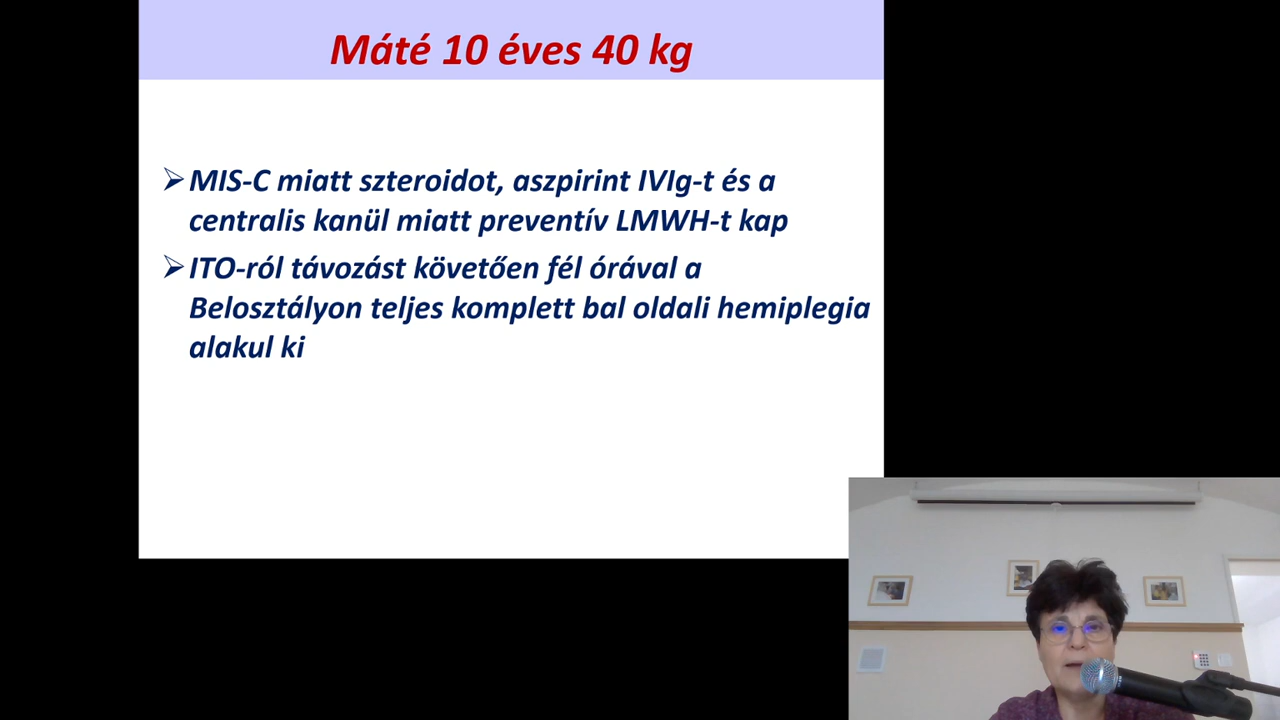 Máté 10 éves 40 kg
MIS-C miatt szteroidot, aszpirint IVIg-t és a
centralis kanül miatt preventív LMWH-t kap
ITO-ról távozást követően fél órával a
Belosztályon teljes komplett bal oldali hemiplegia
alakul ki